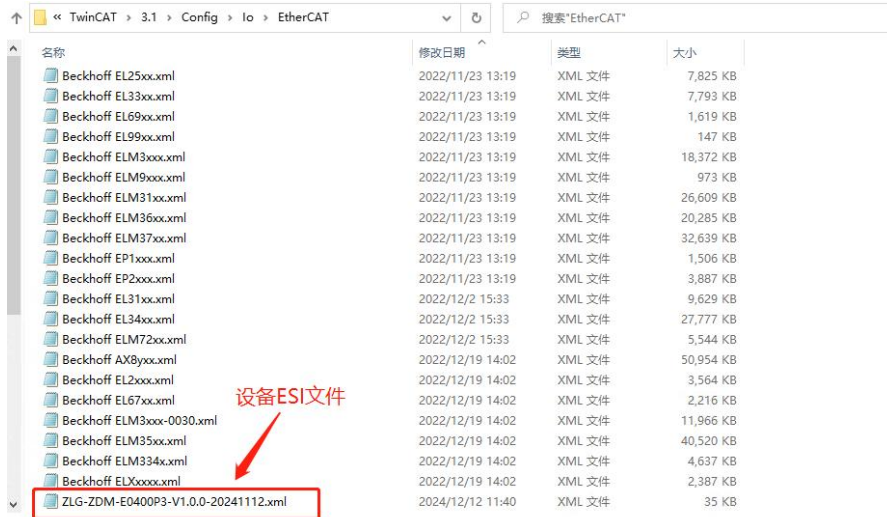 « TwinCAT › 3.1 › Config › Io › EtherCAT
搜索"EtherCAT"
名称 修改日期 类型 大小
Beckhoff EL25xx.xml 2022/11/23 13:19 XML 文件 7,825 KB
Beckhoff EL33xx.xml 2022/11/23 13:19 XML 文件 7,793 KB
Beckhoff EL69xx.xml 2022/11/23 13:19 XML 文件 1,619 KB
Beckhoff EL99xx.xml 2022/11/23 13:19 XML 文件 147 KB
Beckhoff ELM3xxx.xml 2022/11/23 13:19 XML 文件 18,372 KB
Beckhoff ELM9xxx.xml 2022/11/23 13:19 XML 文件 973 KB
Beckhoff ELM31xx.xml 2022/11/23 13:19 XML 文件 26,609 KB
Beckhoff ELM36xx.xml 2022/11/23 13:19 XML 文件 20,285 KB
Beckhoff ELM37xx.xml 2022/11/23 13:19 XML 文件 32,639 KB
Beckhoff EP1xxx.xml 2022/11/23 13:19 XML 文件 1,506 KB
Beckhoff EP2xxx.xml 2022/11/23 13:19 XML 文件 3,887 KB
Beckhoff EL31xx.xml 2022/12/2 15:33 XML 文件 9,629 KB
Beckhoff EL34xx.xml 2022/12/2 15:33 XML 文件 27,777 KB
Beckhoff ELM72xx.xml 2022/12/2 15:33 XML 文件 5,544 KB
Beckhoff AX8yxx.xml 2022/12/19 14:02 XML 文件 50,954 KB
Beckhoff EL2xxx.xml 2022/12/19 14:02 XML 文件 3,564 KB
Beckhoff EL67xx.xml 2022/12/19 14:02 XML 文件 2,216 KB
设备ESI文件
Beckhoff ELM3xxx-0030.xml 2022/12/19 14:02 XML 文件 11,966 KB
Beckhoff ELM35xx.xml 2022/12/19 14:02 XML 文件 40,520 KB
Beckhoff ELM334x.xml 2022/12/19 14:02 XML 文件 4,637 KB
Beckhoff ELXxxxx.xml 2022/12/19 14:02 XML 文件 2,387 KB
ZLG-ZDM-E0400P3-V1.0.0-20241112.xml 2024/12/12 11:40 XML 文件 35 KB